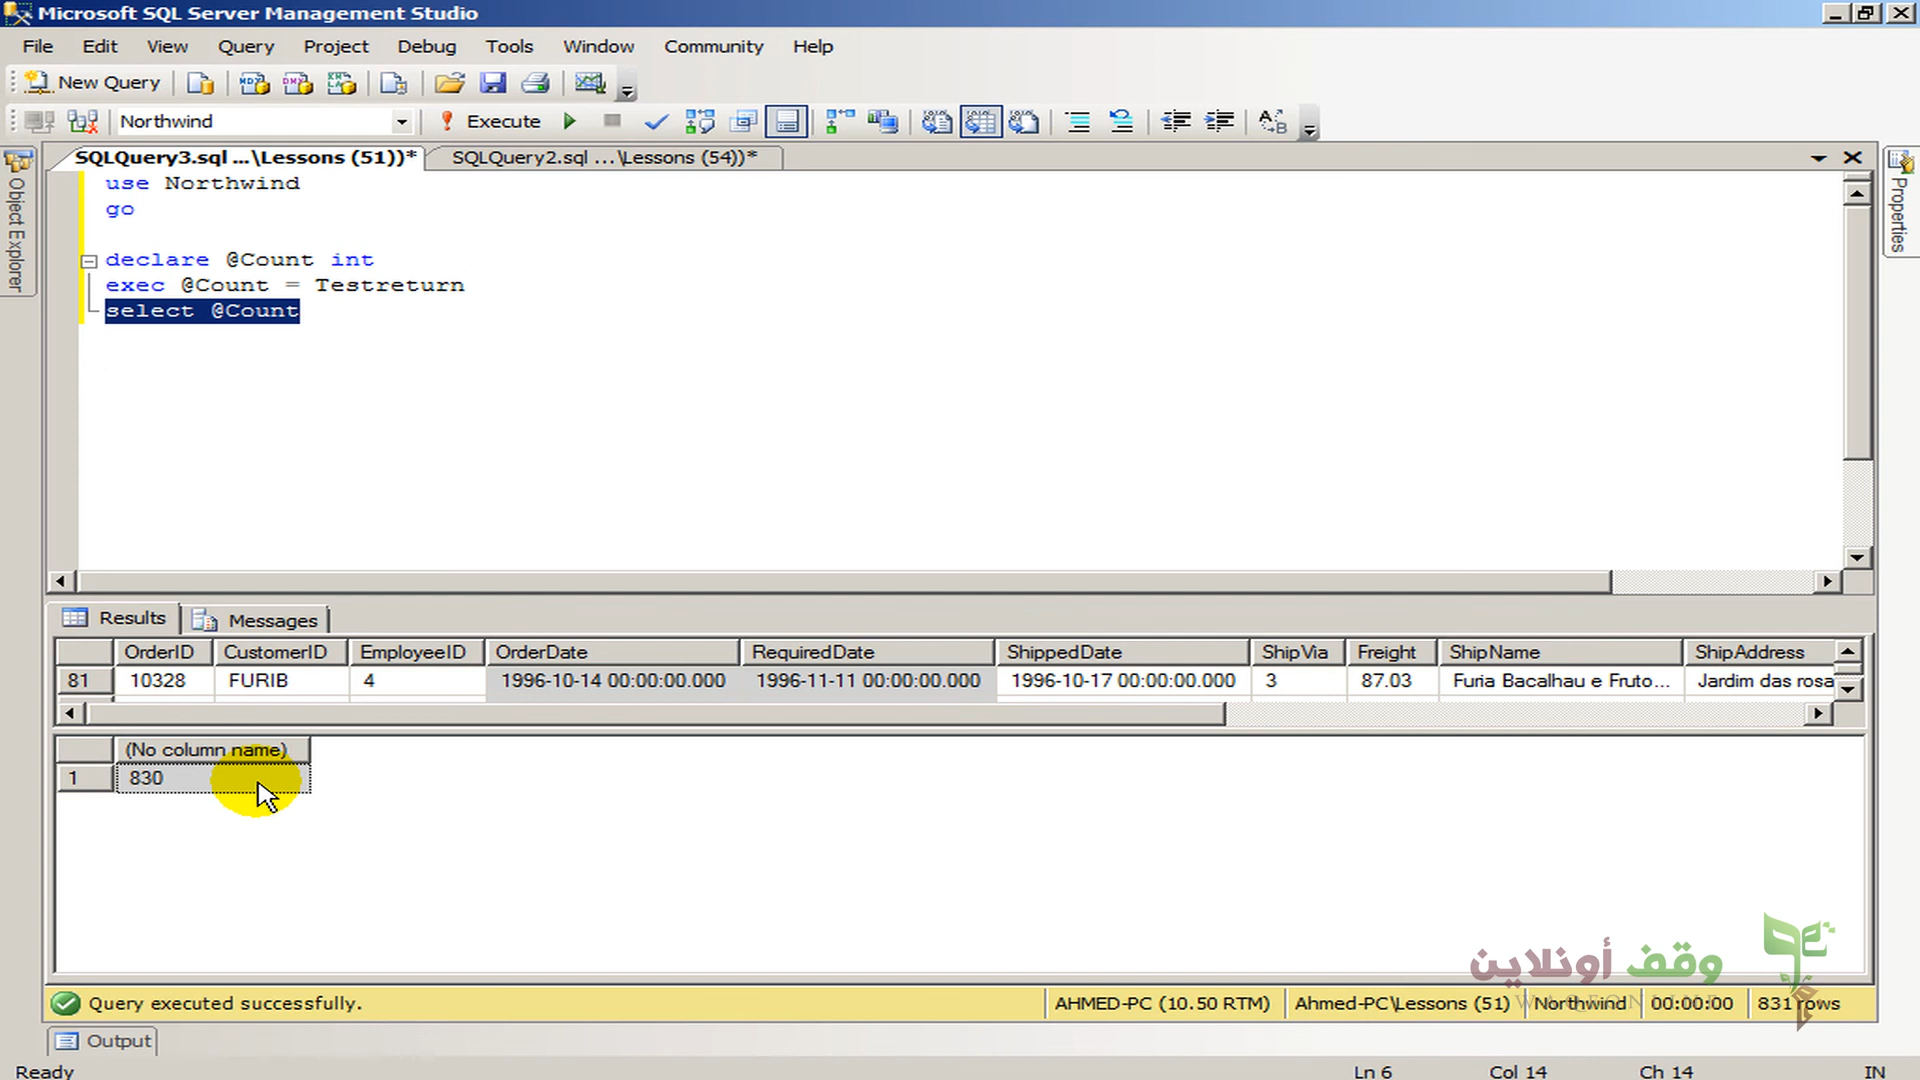 Microsoft SQL Server Management Studio
File Edit View Query Project Debug Tools Window Community Help
New Query
Northwind Execute
SQLQuery3.sql ...\Lessons (51))* SQLQuery2.sql ...\Lessons (54))*
Object Explorer
Properties
use Northwind
go
declare @Count int
exec @Count = Testreturn
select @Count
Results Messages
OrderID CustomerID EmployeeID OrderDate RequiredDate ShippedDate ShipVia Freight ShipName ShipAddress
81 10328 FURIB 4 1996-10-14 00:00:00.000 1996-11-11 00:00:00.000 1996-10-17 00:00:00.000 3 87.03 Furia Bacalhau e Fruto... Jardim das rosa
(No column name)
1 830
وقف أونلاين
Query executed successfully. AHMED-PC (10.50 RTM) Ahmed-PC\Lessons (51) Northwind 00:00:00 831 rows
Output
Ready Ln 6 Col 14 Ch 14 IN